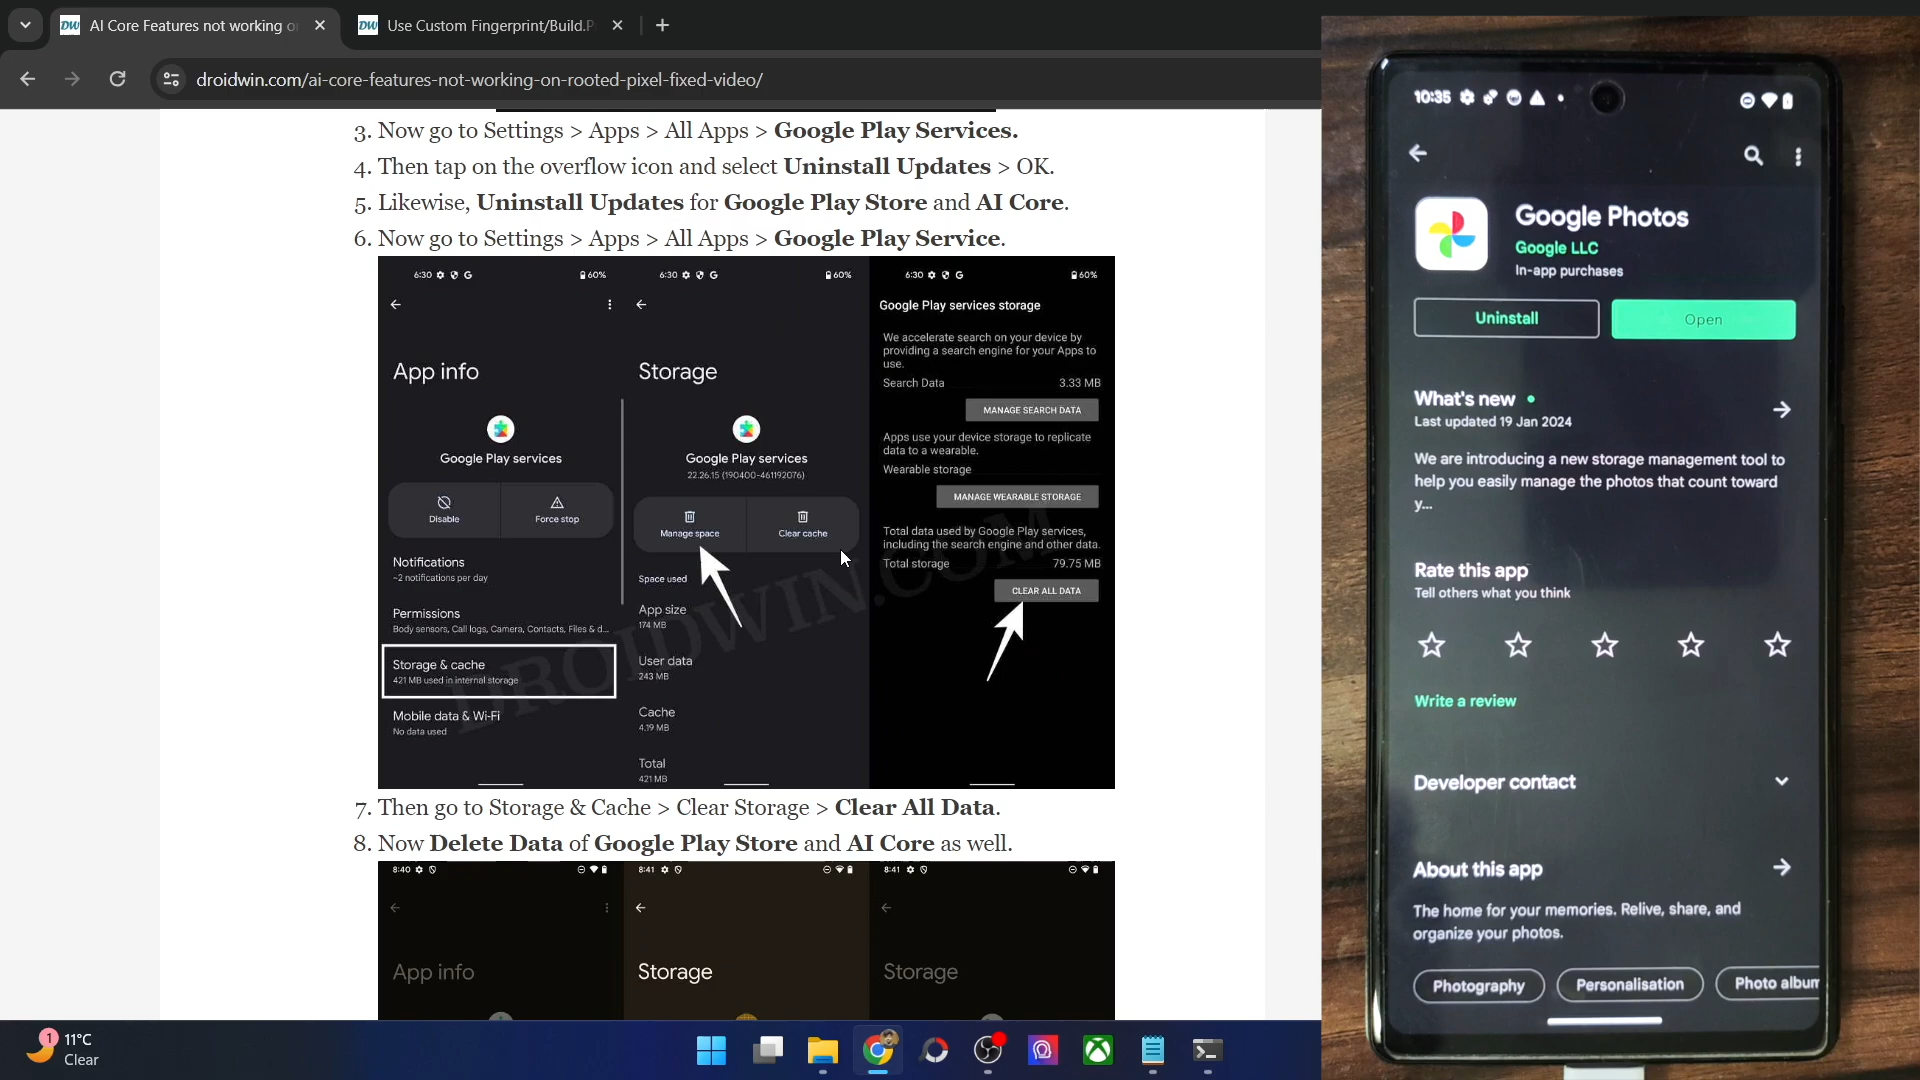 AI Core Features not working o
Use Custom Fingerprint/Build.P
droidwin.com/ai-core-features-not-working-on-rooted-pixel-fixed-video/
3. Now go to Settings > Apps > All Apps > Google Play Services.
4. Then tap on the overflow icon and select Uninstall Updates > OK.
5. Likewise, Uninstall Updates for Google Play Store and AI Core.
6. Now go to Settings > Apps > All Apps > Google Play Service.
6:30 G 60%
App info
Google Play services
Disable Force stop
Notifications
~2 notifications per day
Permissions
Body sensors, Call logs, Camera, Contacts, Files & d...
Storage & cache
421 MB used in internal storage
Mobile data & Wi-Fi
No data used
6:30 G 60%
Storage
Google Play services
22.26.15 (190400-461192076)
Manage space Clear cache
Space used
App size
174 MB
User data
243 MB
Cache
4.19 MB
Total
421 MB
6:30 G 60%
Google Play services storage
We accelerate search on your device by
providing a search engine for your Apps to
use.
Search Data 3.33 MB
MANAGE SEARCH DATA
Apps use your device storage to replicate
data to a wearable.
Wearable storage
MANAGE WEARABLE STORAGE
Total data used by Google Play services,
including the search engine and other data.
Total storage 79.75 MB
CLEAR ALL DATA
DROIDWIN.COM
7. Then go to Storage & Cache > Clear Storage > Clear All Data.
8. Now Delete Data of Google Play Store and AI Core as well.
8:40
App info
8:41
Storage
8:41
Storage
1
11°C
Clear
10:35
Google Photos
Google LLC
In-app purchases
Uninstall
Open
What's new
Last updated 19 Jan 2024
We are introducing a new storage management tool to
help you easily manage the photos that count toward
y...
Rate this app
Tell others what you think
Write a review
Developer contact
About this app
The home for your memories. Relive, share, and
organize your photos.
Photography Personalisation Photo album